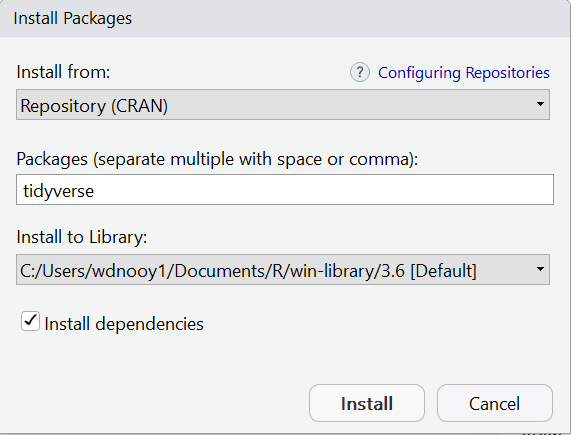 Install Packages
Install from:
? Configuring Repositories
Repository (CRAN)
Packages (separate multiple with space or comma):
tidyverse
Install to Library:
C:/Users/wdnooy1/Documents/R/win-library/3.6 [Default]
Install dependencies
Install
Cancel